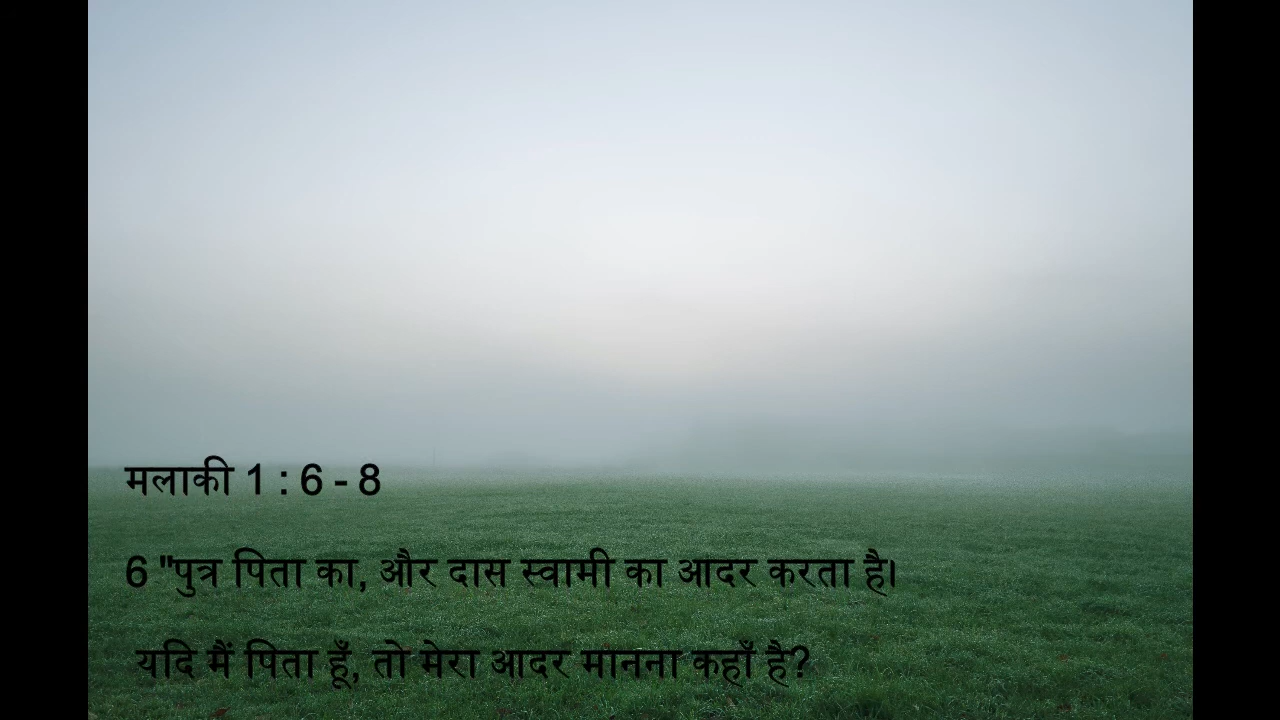 मलाकी 1 : 6 - 8
6 "पुत्र पिता का, और दास स्वामी का आदर करता है।
यदि मैं पिता हूँ, तो मेरा आदर मानना कहाँ है?